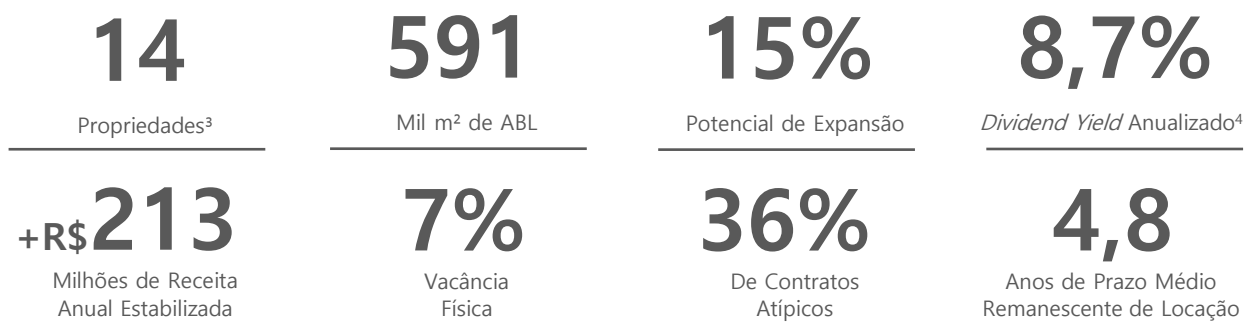 14
Propriedades³
591
Mil m² de ABL
15%
Potencial de Expansão
8,7%
Dividend Yield Anualizado⁴
+R$213
Milhões de Receita
Anual Estabilizada
7%
Vacância
Física
36%
De Contratos
Atípicos
4,8
Anos de Prazo Médio
Remanescente de Locação